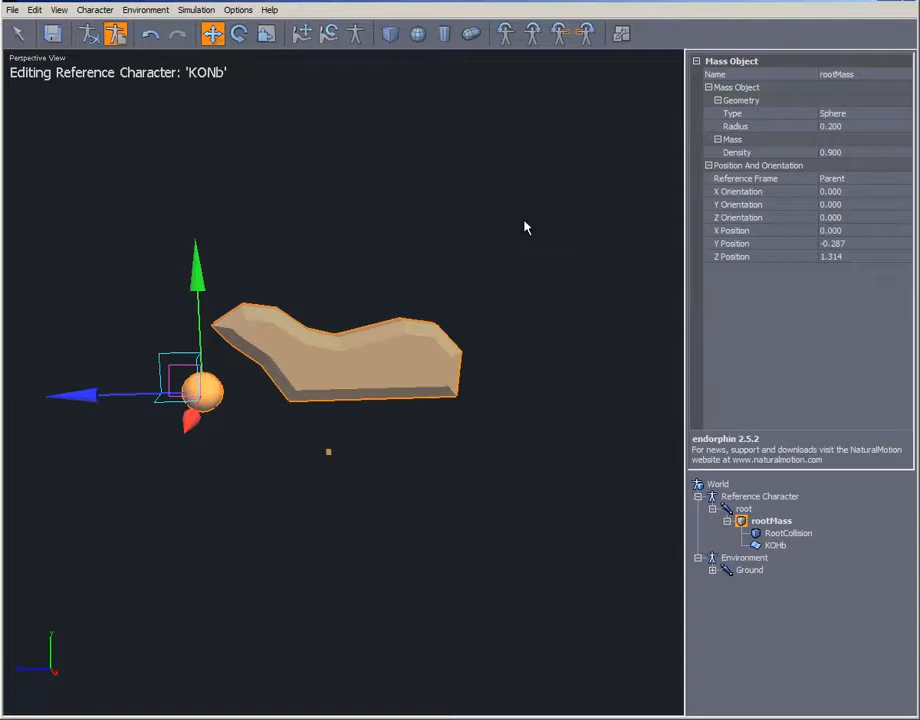 File Edit View Character Environment Simulation Options Help
Perspective View
Editing Reference Character: 'KONb'
Mass Object
Name rootMass
Mass Object
Geometry
Type Sphere
Radius 0.200
Mass
Density 0.900
Position And Orientation
Reference Frame Parent
X Orientation 0.000
Y Orientation 0.000
Z Orientation 0.000
X Position 0.000
Y Position -0.287
Z Position 1.314
endorphin 2.5.2
For news, support and downloads visit the NaturalMotion
website at www.naturalmotion.com
World
Reference Character
root
rootMass
RootCollision
KOHb
Environment
Ground
y
x